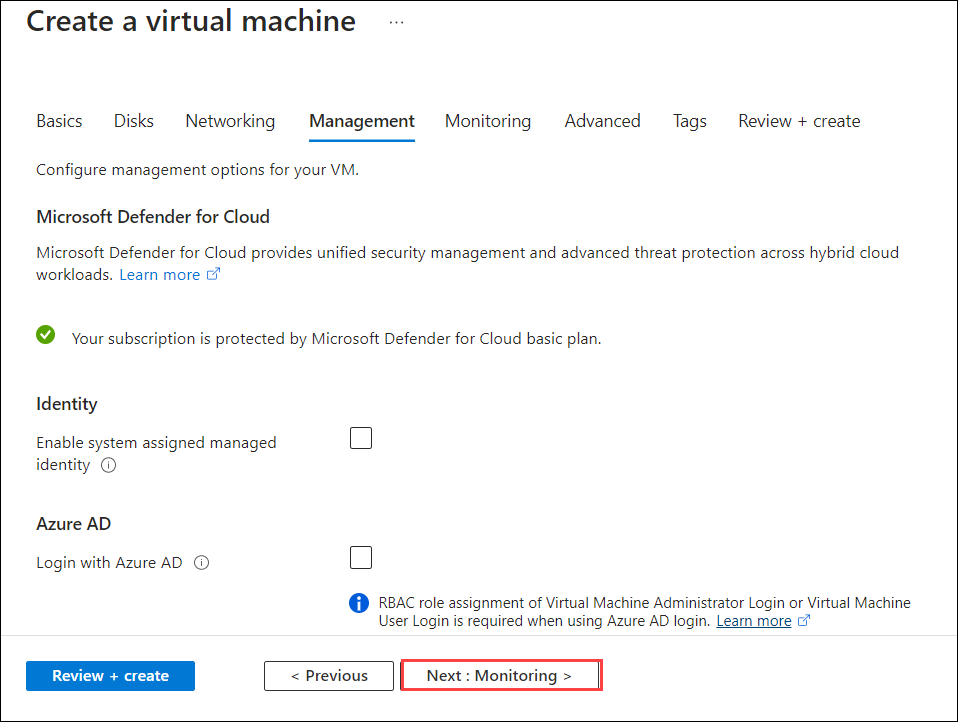 Create a virtual machine ...
Basics Disks Networking Management Monitoring Advanced Tags Review + create
Configure management options for your VM.
Microsoft Defender for Cloud
Microsoft Defender for Cloud provides unified security management and advanced threat protection across hybrid cloud
workloads. Learn more
Your subscription is protected by Microsoft Defender for Cloud basic plan.
Identity
Enable system assigned managed
identity
Azure AD
Login with Azure AD
RBAC role assignment of Virtual Machine Administrator Login or Virtual Machine
User Login is required when using Azure AD login. Learn more
Review + create < Previous Next : Monitoring >